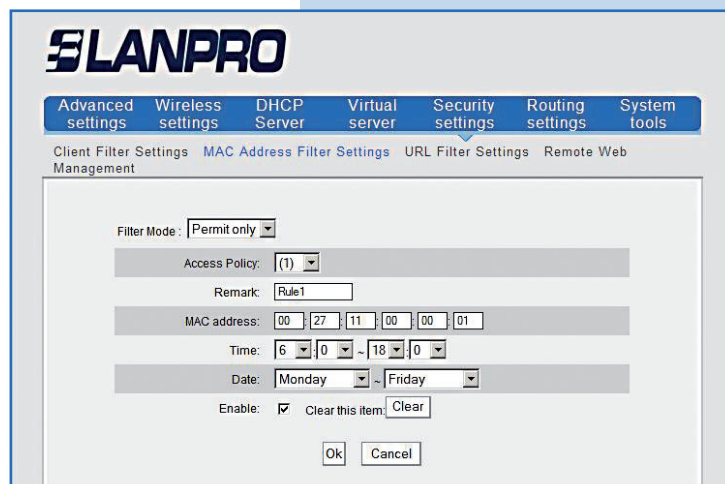 LANPRO
Advanced settings Wireless settings DHCP Server Virtual server Security settings Routing settings System tools
Client Filter Settings MAC Address Filter Settings URL Filter Settings Remote Web
Management
Filter Mode : Permit only
Access Policy: (1)
Remark: Rule1
MAC address: 00 : 27 : 11 : 00 : 00 : 01
Time: 6 : 0 ~ 18 : 0
Date: Monday ~ Friday
Enable: Clear this item: Clear
Ok Cancel